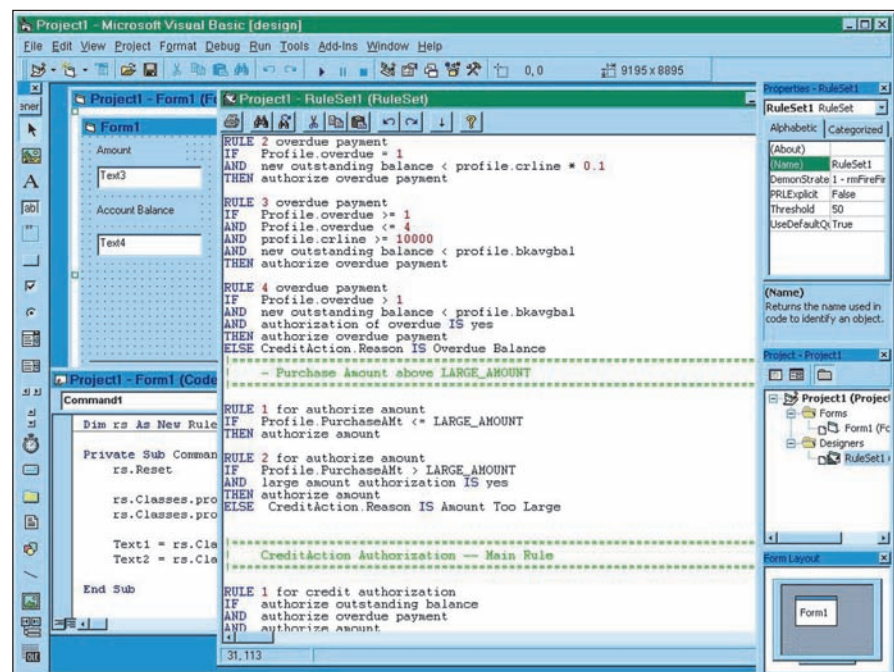 Project1 - Microsoft Visual Basic [design]
File Edit View Project Format Debug Run Tools Add-Ins Window Help
0,0
9195 x 8895
ener
A
ab
OLE
Project1 - Form1 (Fo
Form1
Amount
Text3
Account Balance
Text4
Project1 - Form1 (Code
Command1
Dim rs As New Rule
Private Sub Comman
rs.Reset
rs.Classes.pro
rs.Classes.pro
Text1 = rs.Cla
Text2 = rs.Cla
End Sub
Project1 - RuleSet1 (RuleSet)
RULE 2 overdue payment
IF Profile.overdue = 1
AND new outstanding balance < profile.crline * 0.1
THEN authorize overdue payment
RULE 3 overdue payment
IF Profile.overdue >= 1
AND Profile.overdue <= 4
AND profile.crline >= 10000
AND new outstanding balance < profile.bkavgbal
THEN authorize overdue payment
RULE 4 overdue payment
IF Profile.overdue > 1
AND new outstanding balance < profile.bkavgbal
AND authorization of overdue IS yes
THEN authorize overdue payment
ELSE CreditAction.Reason IS Overdue Balance
- Purchase Amount above LARGE_AMOUNT
RULE 1 for authorize amount
IF Profile.PurchaseAMt <= LARGE_AMOUNT
THEN authorize amount
RULE 2 for authorize amount
IF Profile.PurchaseAMt > LARGE_AMOUNT
AND large amount authorization IS yes
THEN authorize amount
ELSE CreditAction.Reason IS Amount Too Large
CreditAction Authorization -- Main Rule
RULE 1 for credit authorization
IF authorize outstanding balance
AND authorize overdue payment
AND authorize amount
31, 113
Properties - RuleSet1
RuleSet1 RuleSet
Alphabetic Categorized
(About)
(Name) RuleSet1
DemonStrate 1 - rmFireFir
PRLExplicit False
Threshold 50
UseDefaultQu True
(Name)
Returns the name used in
code to identify an object.
Project - Project1
Project1 (Project
Forms
Form1 (Fo
Designers
RuleSet1
Form Layout
Form1